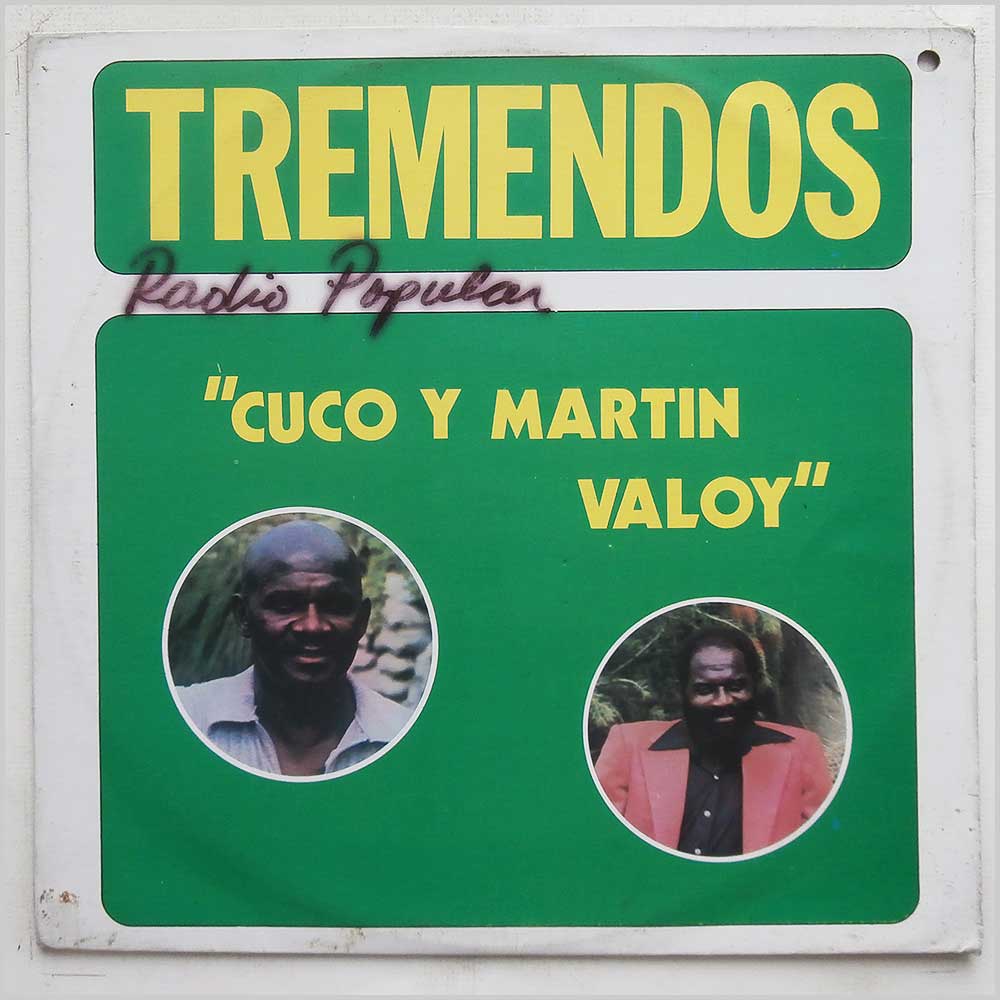 TREMENDOS
Radio Popular
"CUCO Y MARTIN
VALOY"